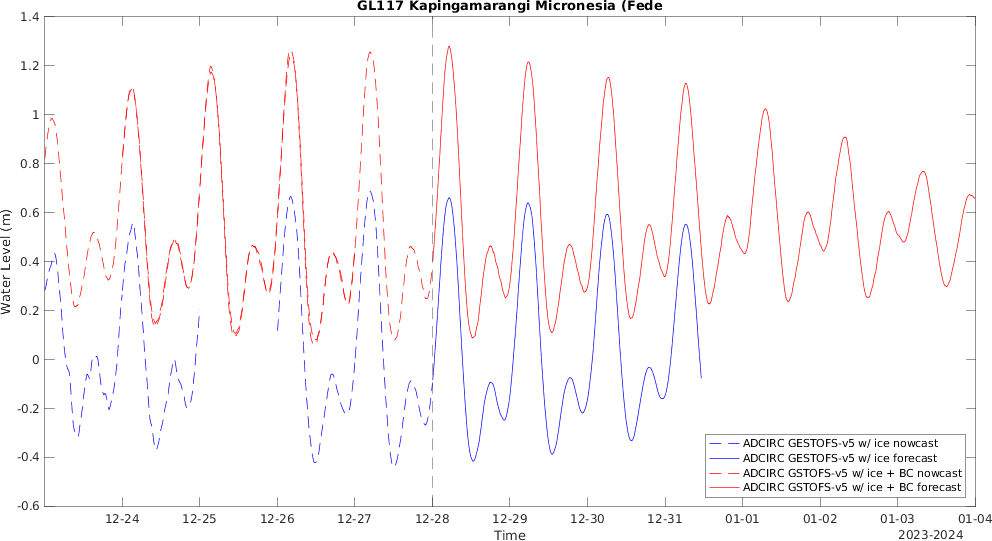 GL117 Kapingamarangi Micronesia (Fede
Water Level (m)
1.4
1.2
1
0.8
0.6
0.4
0.2
0
-0.2
-0.4
-0.6
12-24 12-25 12-26 12-27 12-28 12-29 12-30 12-31 01-01 01-02 01-03 01-04
Time
2023-2024
ADCIRC GESTOFS-v5 w/ ice nowcast
ADCIRC GESTOFS-v5 w/ ice forecast
ADCIRC GSTOFS-v5 w/ ice + BC nowcast
ADCIRC GSTOFS-v5 w/ ice + BC forecast